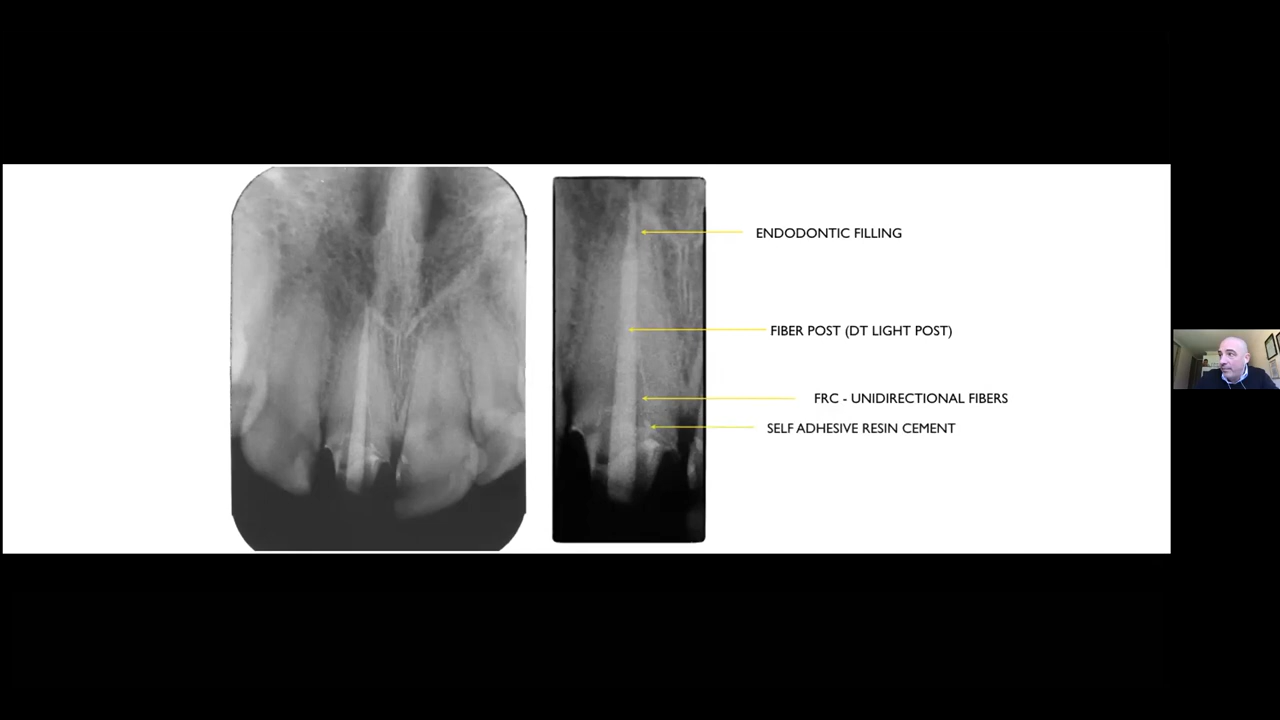 ENDODONTIC FILLING
FIBER POST (DT LIGHT POST)
FRC - UNIDIRECTIONAL FIBERS
SELF ADHESIVE RESIN CEMENT